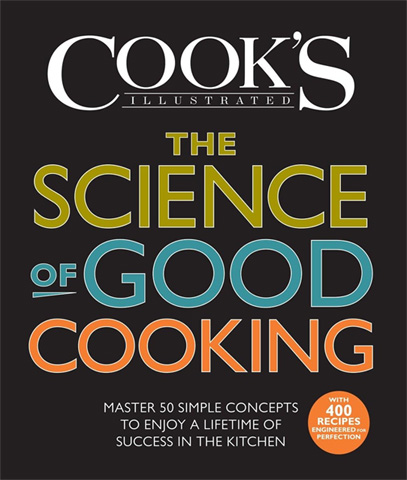 COOK'S
ILLUSTRATED
THE
SCIENCE
OF GOOD
COOKING
MASTER 50 SIMPLE CONCEPTS
TO ENJOY A LIFETIME OF
SUCCESS IN THE KITCHEN
WITH
400
RECIPES
ENGINEERED FOR
PERFECTION